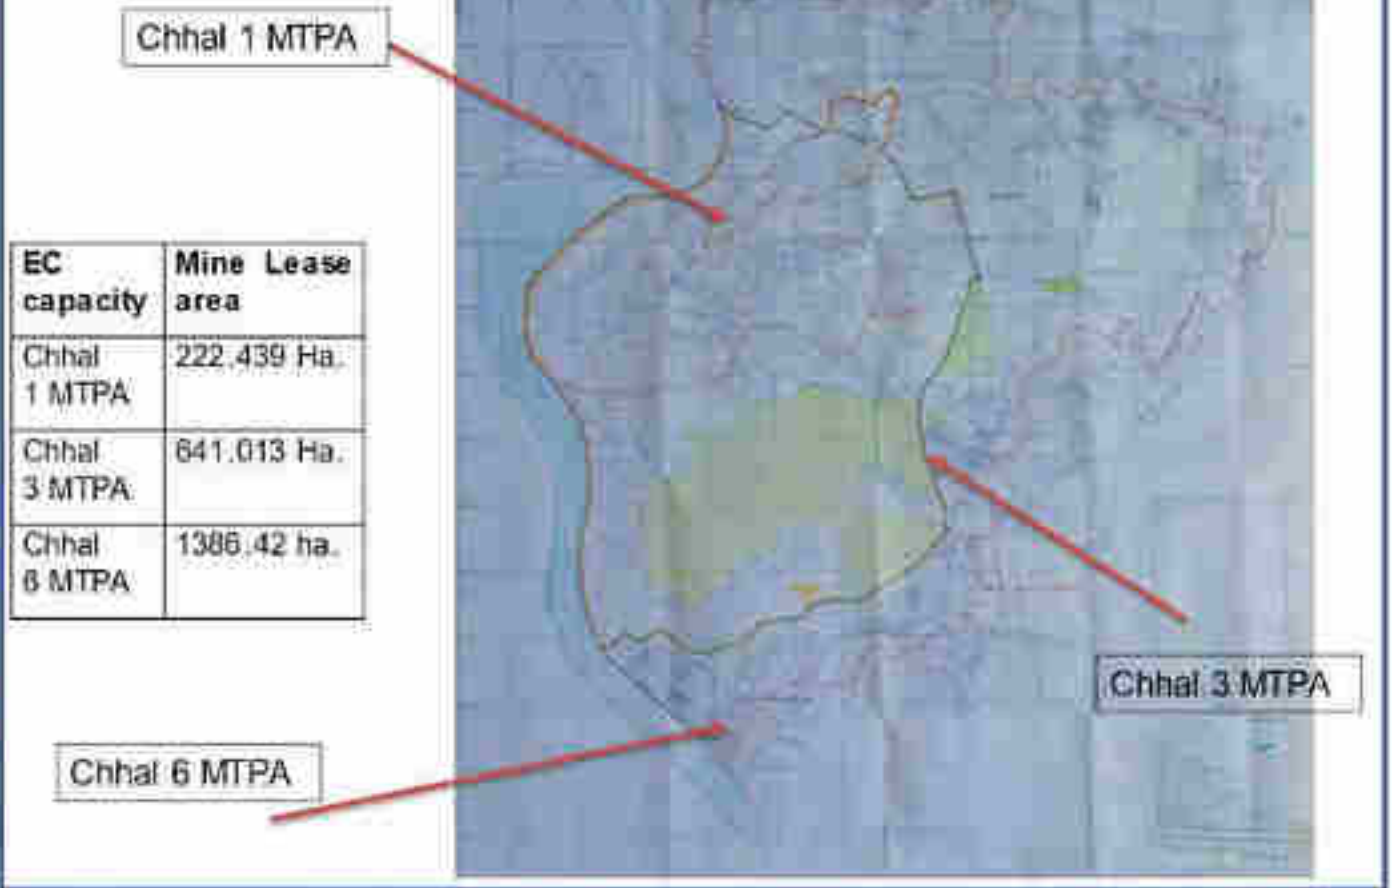 Chhal 1 MTPA
EC capacity | Mine Lease area
Chhal 1 MTPA | 222.439 Ha.
Chhal 3 MTPA | 641.013 Ha.
Chhal 6 MTPA | 1386.42 ha.
Chhal 3 MTPA
Chhal 6 MTPA